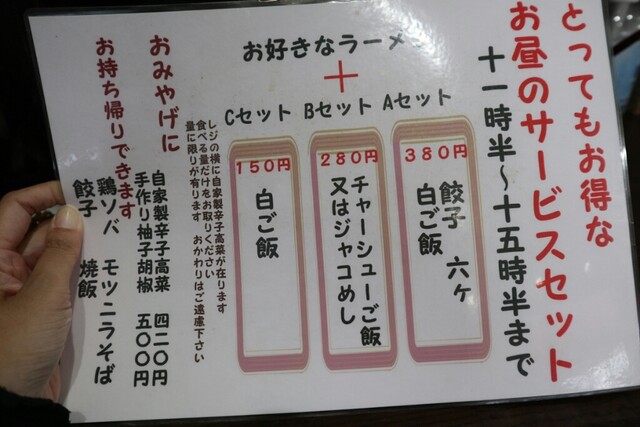 とってもお得な
お昼のサービスセット
十一時半～十五時半まで
お好きなラーメン
+
Aセット
380円
餃子 六ヶ
白ご飯
Bセット
280円
チャーシューご飯
又はジャコめし
Cセット
150円
白ご飯
レジの横に自家製辛子高菜が在ります
食べる量だけをお取りください
量に限りが有ります おかわりはご遠慮下さい
おみやげに
自家製辛子高菜 四二〇円
手作り柚子胡椒 五〇〇円
お持ち帰りできます
鶏ソバ モツニラそば
餃子 焼飯